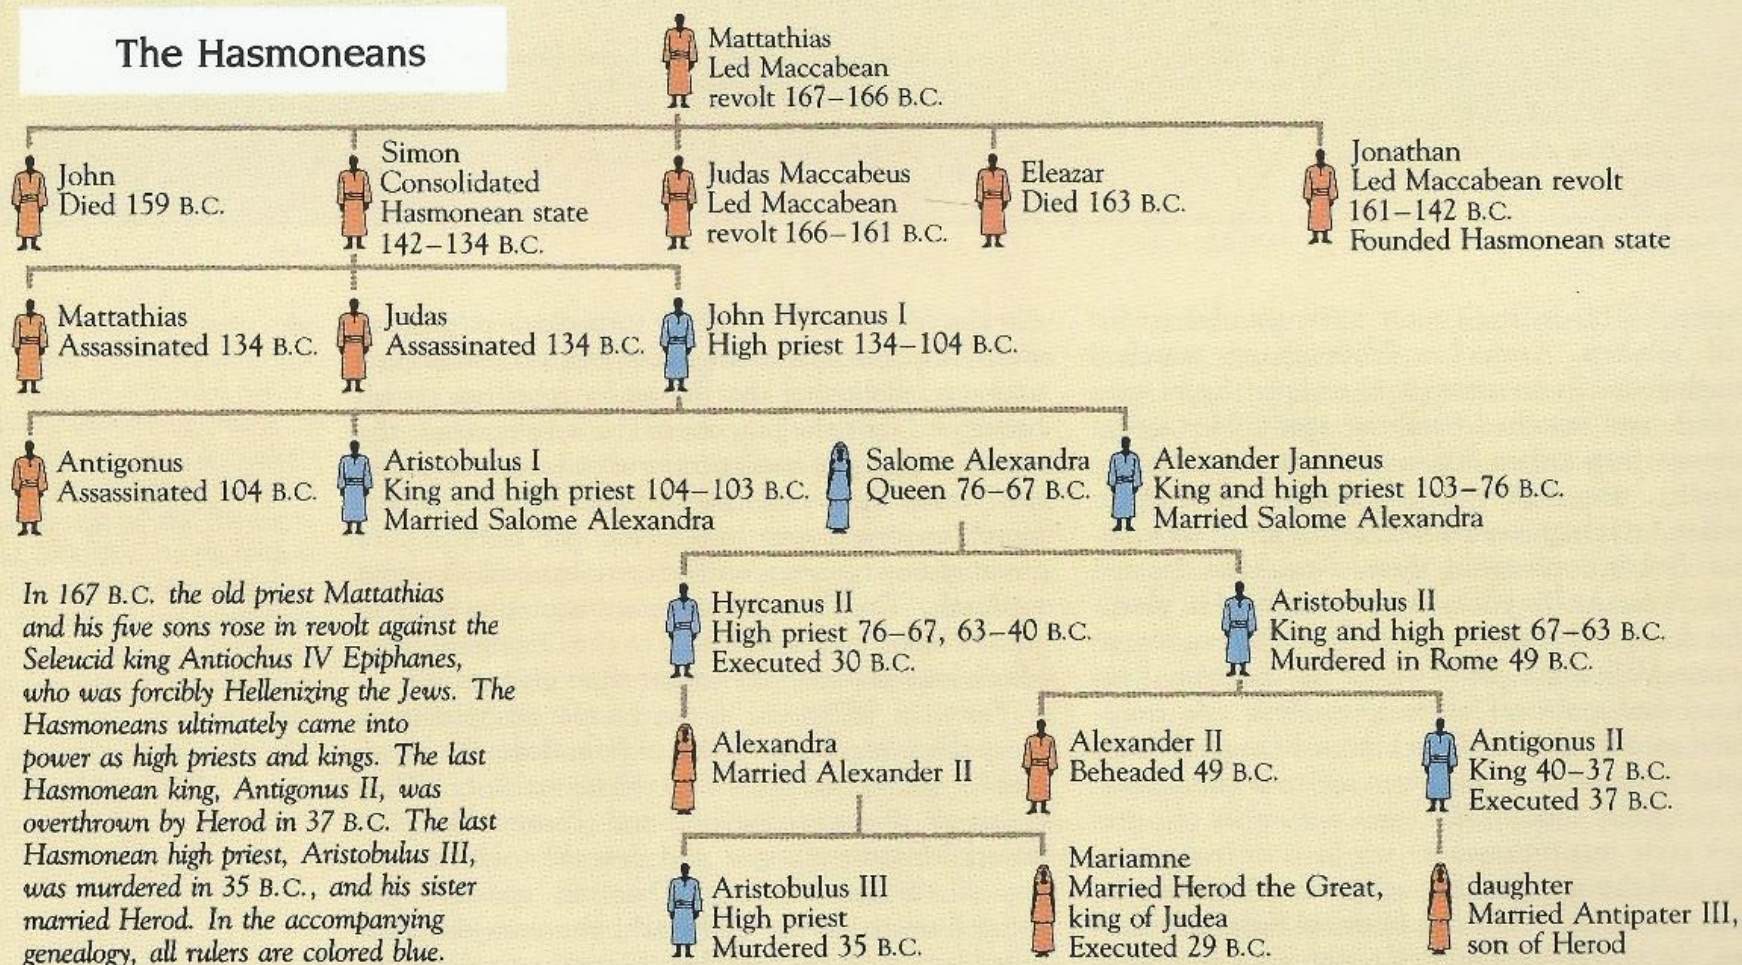 The Hasmoneans
Mattathias
Led Maccabean
revolt 167–166 B.C.
John
Died 159 B.C.
Simon
Consolidated
Hasmonean state
142–134 B.C.
Judas Maccabeus
Led Maccabean
revolt 166–161 B.C.
Eleazar
Died 163 B.C.
Jonathan
Led Maccabean revolt
161–142 B.C.
Founded Hasmonean state
Mattathias
Assassinated 134 B.C.
Judas
Assassinated 134 B.C.
John Hyrcanus I
High priest 134–104 B.C.
Antigonus
Assassinated 104 B.C.
Aristobulus I
King and high priest 104–103 B.C.
Married Salome Alexandra
Salome Alexandra
Queen 76–67 B.C.
Alexander Janneus
King and high priest 103–76 B.C.
Married Salome Alexandra
Hyrcanus II
High priest 76–67, 63–40 B.C.
Executed 30 B.C.
Aristobulus II
King and high priest 67–63 B.C.
Murdered in Rome 49 B.C.
Alexandra
Married Alexander II
Alexander II
Beheaded 49 B.C.
Antigonus II
King 40–37 B.C.
Executed 37 B.C.
Aristobulus III
High priest
Murdered 35 B.C.
Mariamne
Married Herod the Great,
king of Judea
Executed 29 B.C.
daughter
Married Antipater III,
son of Herod
In 167 B.C. the old priest Mattathias
and his five sons rose in revolt against the
Seleucid king Antiochus IV Epiphanes,
who was forcibly Hellenizing the Jews. The
Hasmoneans ultimately came into
power as high priests and kings. The last
Hasmonean king, Antigonus II, was
overthrown by Herod in 37 B.C. The last
Hasmonean high priest, Aristobulus III,
was murdered in 35 B.C., and his sister
married Herod. In the accompanying
genealogy, all rulers are colored blue.